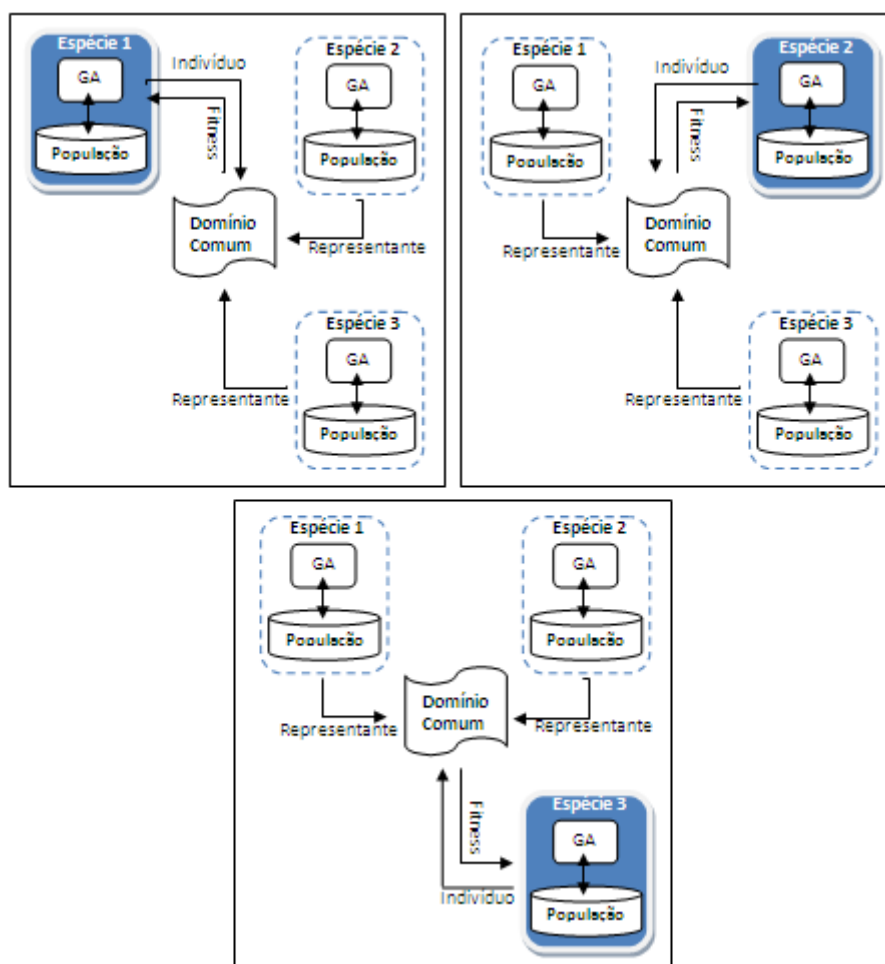 Espécie 1
GA
População
Indivíduo
Fitness
Espécie 2
GA
População
Domínio
Comum
Representante
Espécie 3
GA
População
Representante
Espécie 1
GA
População
Indivíduo
Fitness
Espécie 2
GA
População
Domínio
Comum
Representante
Espécie 3
GA
População
Representante
Espécie 1
GA
População
Espécie 2
GA
População
Domínio
Comum
Representante
Representante
Fitness
Indivíduo
Espécie 3
GA
População